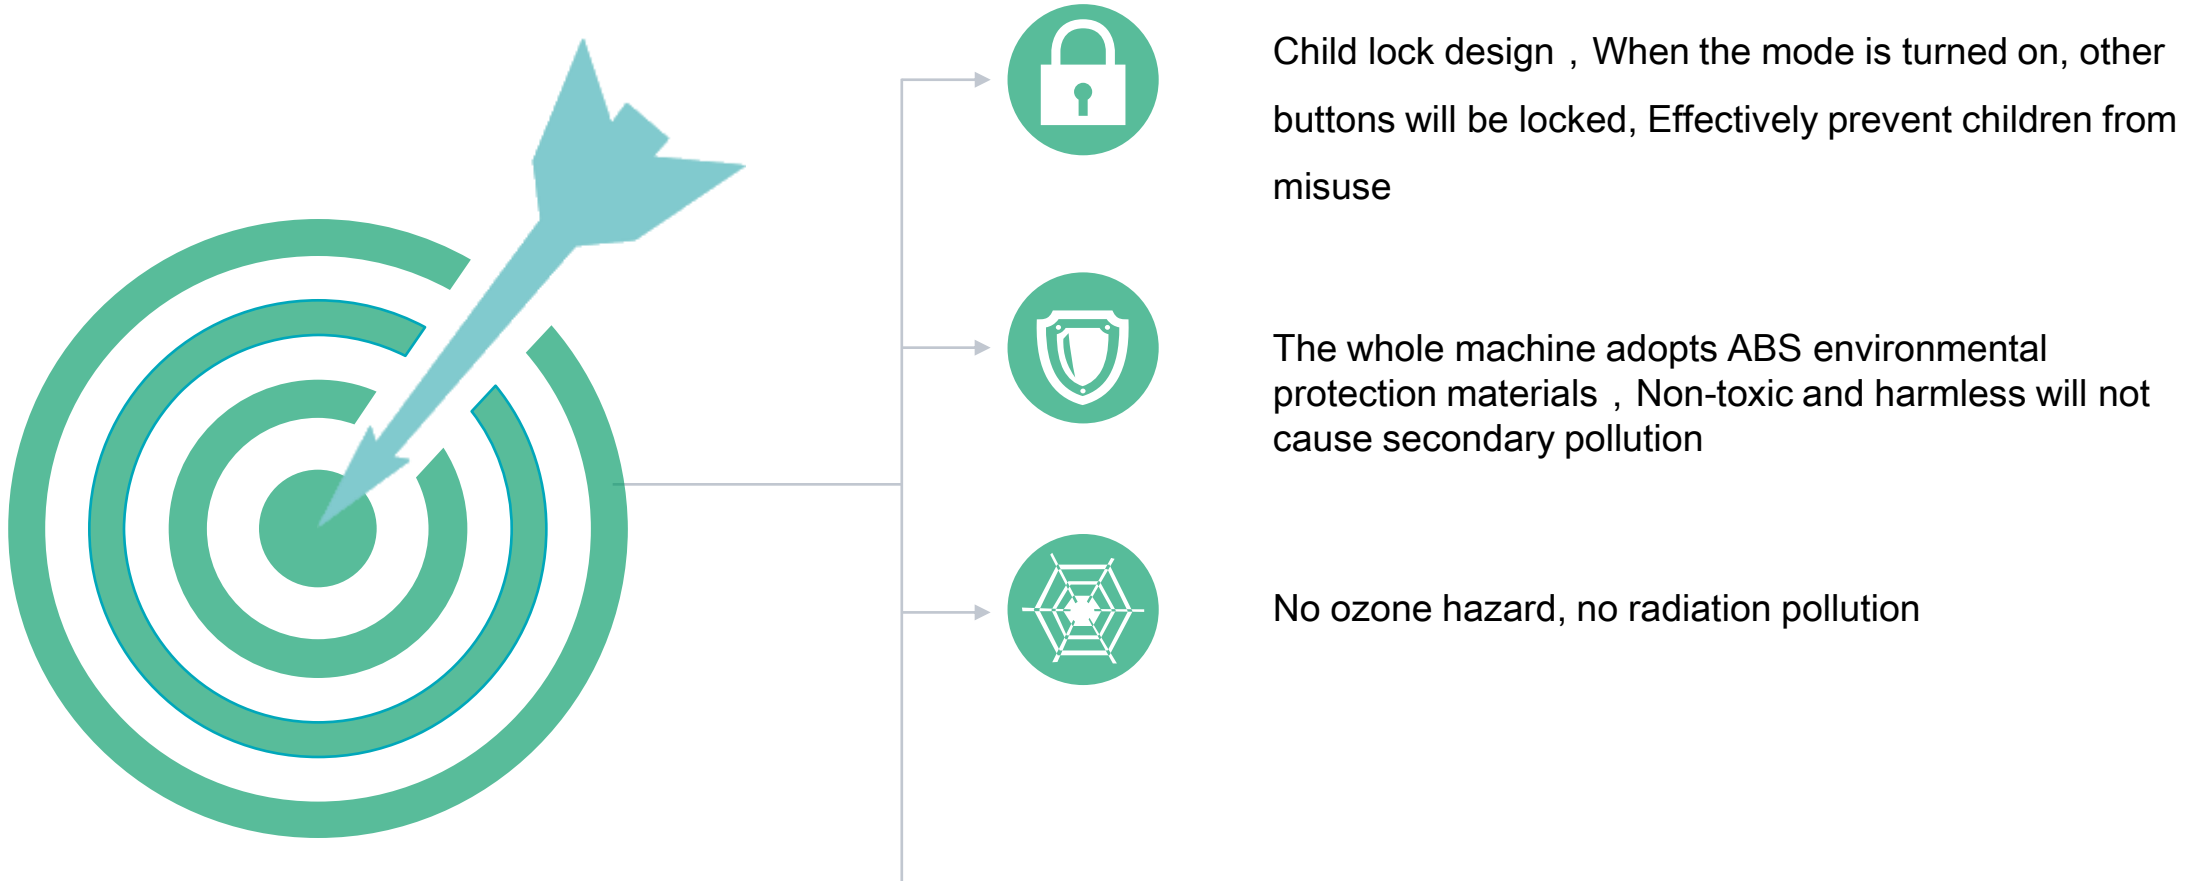 Child lock design，When the mode is turned on, other
buttons will be locked, Effectively prevent children from
misuse
The whole machine adopts ABS environmental
protection materials，Non-toxic and harmless will not
cause secondary pollution
No ozone hazard, no radiation pollution